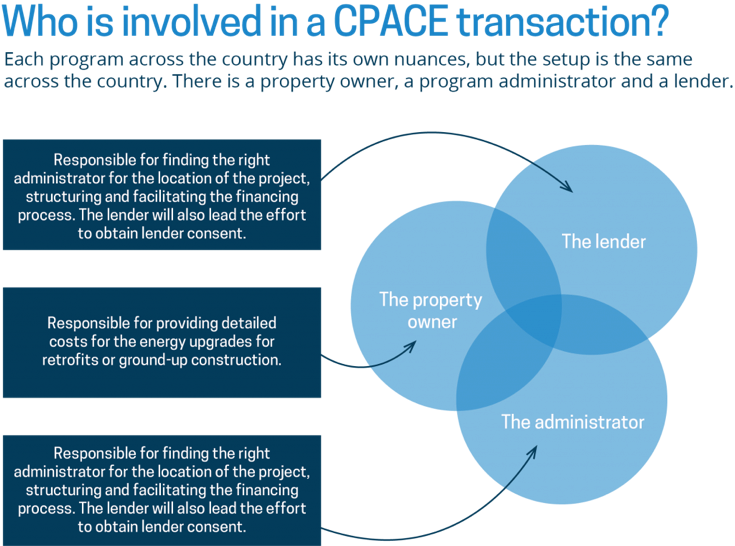 Who is involved in a CPACE transaction?
Each program across the country has its own nuances, but the setup is the same
across the country. There is a property owner, a program administrator and a lender.
Responsible for finding the right
administrator for the location of the project,
structuring and facilitating the financing
process. The lender will also lead the effort
to obtain lender consent.
The lender
The property
owner
Responsible for providing detailed
costs for the energy upgrades for
retrofits or ground-up construction.
The administrator
Responsible for finding the right
administrator for the location of the project,
structuring and facilitating the financing
process. The lender will also lead the effort
to obtain lender consent.